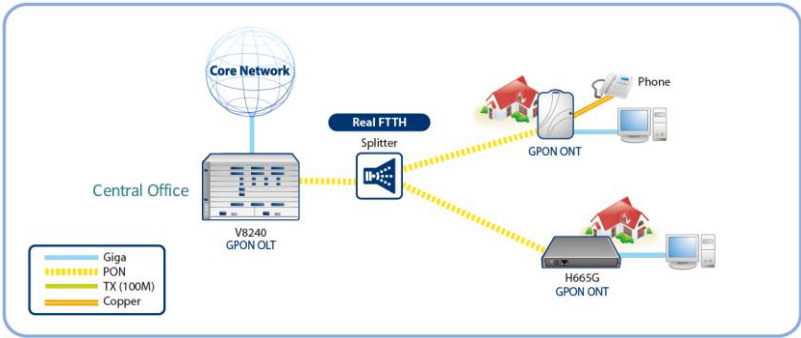 Core Network
Real FTTH
Splitter
Phone
GPON ONT
Central Office
V8240
GPON OLT
H665G
GPON ONT
Giga
PON
TX (100M)
Copper